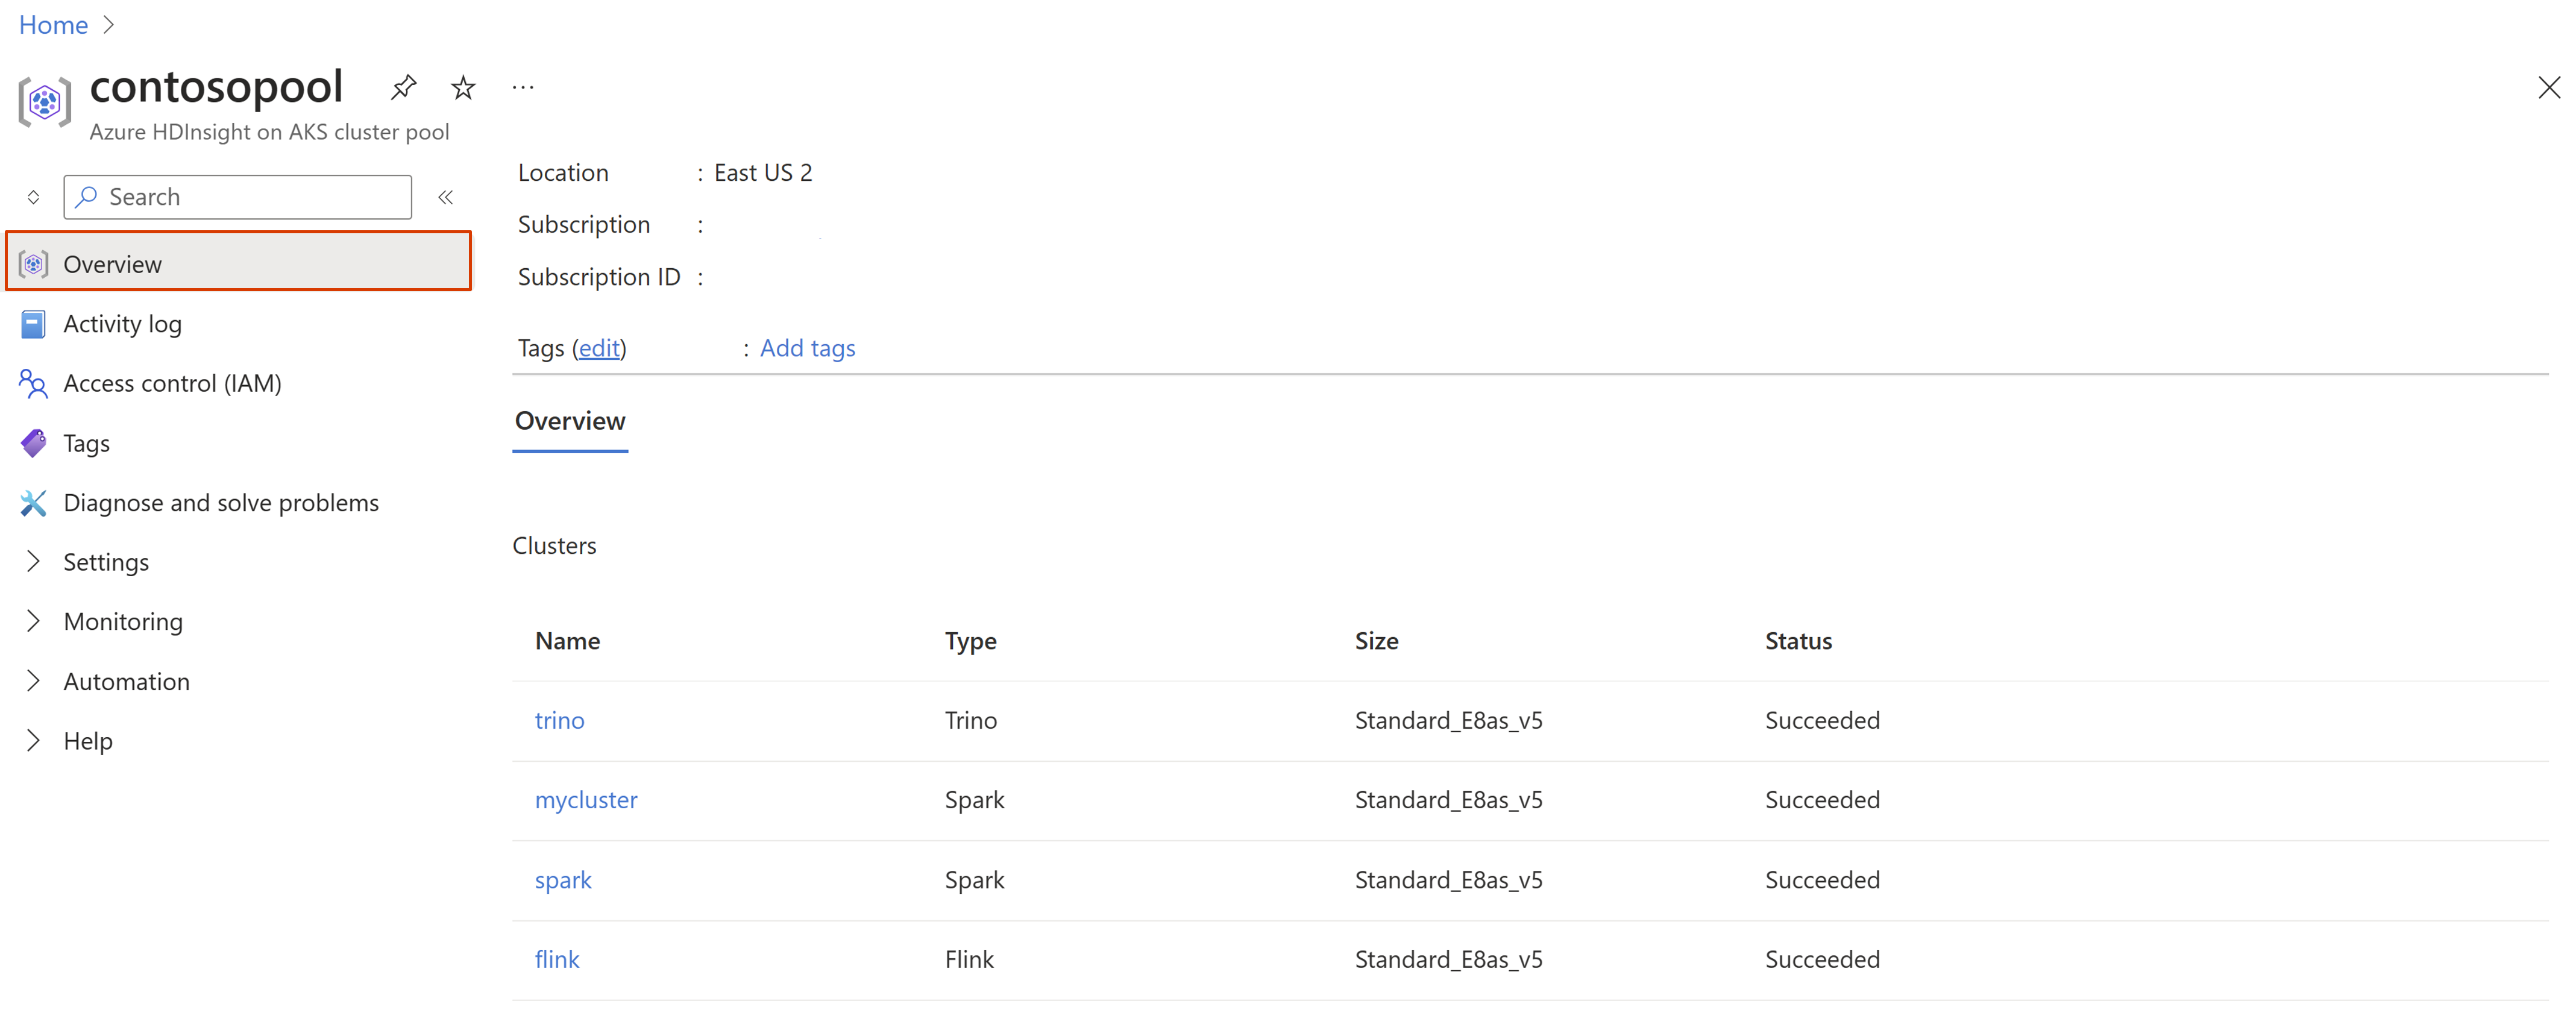 Home >
contosopool ...
Azure HDInsight on AKS cluster pool
Search «
Overview
Activity log
Access control (IAM)
Tags
Diagnose and solve problems
Settings
Monitoring
Automation
Help
Location : East US 2
Subscription :
Subscription ID :
Tags (edit) : Add tags
Overview
Clusters
Name Type Size Status
trino Trino Standard_E8as_v5 Succeeded
mycluster Spark Standard_E8as_v5 Succeeded
spark Spark Standard_E8as_v5 Succeeded
flink Flink Standard_E8as_v5 Succeeded